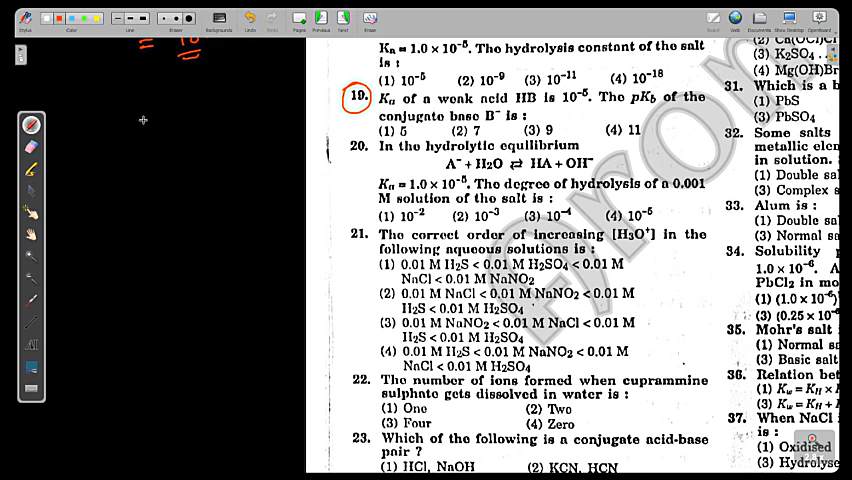 Pen
Line
Color
Backgrounds
Undo
Redo
Page
Previous
Next
Erase
Board
Desktop
Documents
Exit
= 10
Kₐ = 1.0 × 10⁻⁵. The hydrolysis constant of the salt
is :
(1) 10⁻⁵ (2) 10⁻⁹ (3) 10⁻¹¹ (4) 10⁻¹⁸
19. Kₐ of a weak acid HB is 10⁻⁵. The pK_b of the
conjugate base B⁻ is :
(1) 5 (2) 7 (3) 9 (4) 11
20. In the hydrolytic equilibrium
A⁻ + H2O ⇌ HA + OH⁻
Kₐ = 1.0 × 10⁻⁵. The degree of hydrolysis of a 0.001
M solution of the salt is :
(1) 10⁻² (2) 10⁻³ (3) 10⁻⁴ (4) 10⁻⁵
21. The correct order of increasing [H₃O⁺] in the
following aqueous solutions is :
(1) 0.01 M H₂S < 0.01 M H₂SO₄ < 0.01 M
NaCl < 0.01 M NaNO₂
(2) 0.01 M NaCl < 0.01 M NaNO₂ < 0.01 M
H₂S < 0.01 M H₂SO₄
(3) 0.01 M NaNO₂ < 0.01 M NaCl < 0.01 M
H₂S < 0.01 M H₂SO₄
(4) 0.01 M H₂S < 0.01 M NaNO₂ < 0.01 M
NaCl < 0.01 M H₂SO₄
22. The number of ions formed when cuprammine
sulphate gets dissolved in water is :
(1) One (2) Two
(3) Four (4) Zero
23. Which of the following is a conjugate acid-base
pair ?
(1) HCl, NaOH (2) KCN, HCN
(3) K₂SO₄ ..
(4) Mg(OH)Br
31. Which is a b
(1) PbS
(3) PbSO₄
32. Some salts
metallic elem
in solution.
(1) Double sa
(3) Complex s
33. Alum is :
(1) Double sal
(3) Normal sa
34. Solubility p
1.0 × 10⁻⁶. A
PbCl₂ in mo
(1) (1.0 × 10⁻⁶)
(3) (0.25 × 10⁻⁶
35. Mohr's salt i
(1) Normal sa
(3) Basic salt
36. Relation betw
(1) K_w = K_H × K
(3) K_w = K_H + K
37. When NaCl i
is :
(1) Oxidised
(3) Hydrolyse